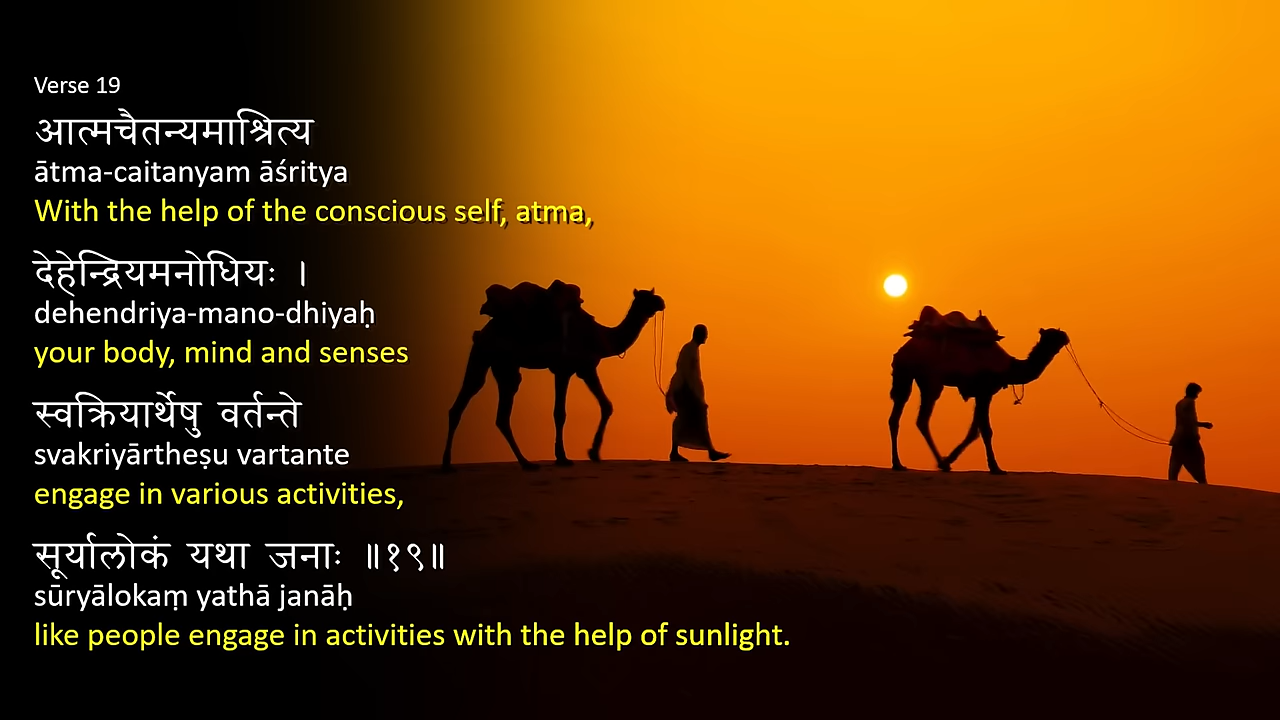 Verse 19
आत्मचैतन्यमाश्रित्य
ātma-caitanyam āśritya
With the help of the conscious self, atma,
देहेन्द्रियमनोधियः ।
dehendriya-mano-dhiyaḥ
your body, mind and senses
स्वक्रियार्थेषु वर्तन्ते
svakriyārtheṣu vartante
engage in various activities,
सूर्यालोकं यथा जनाः ॥१९॥
sūryālokaṃ yathā janāḥ
like people engage in activities with the help of sunlight.